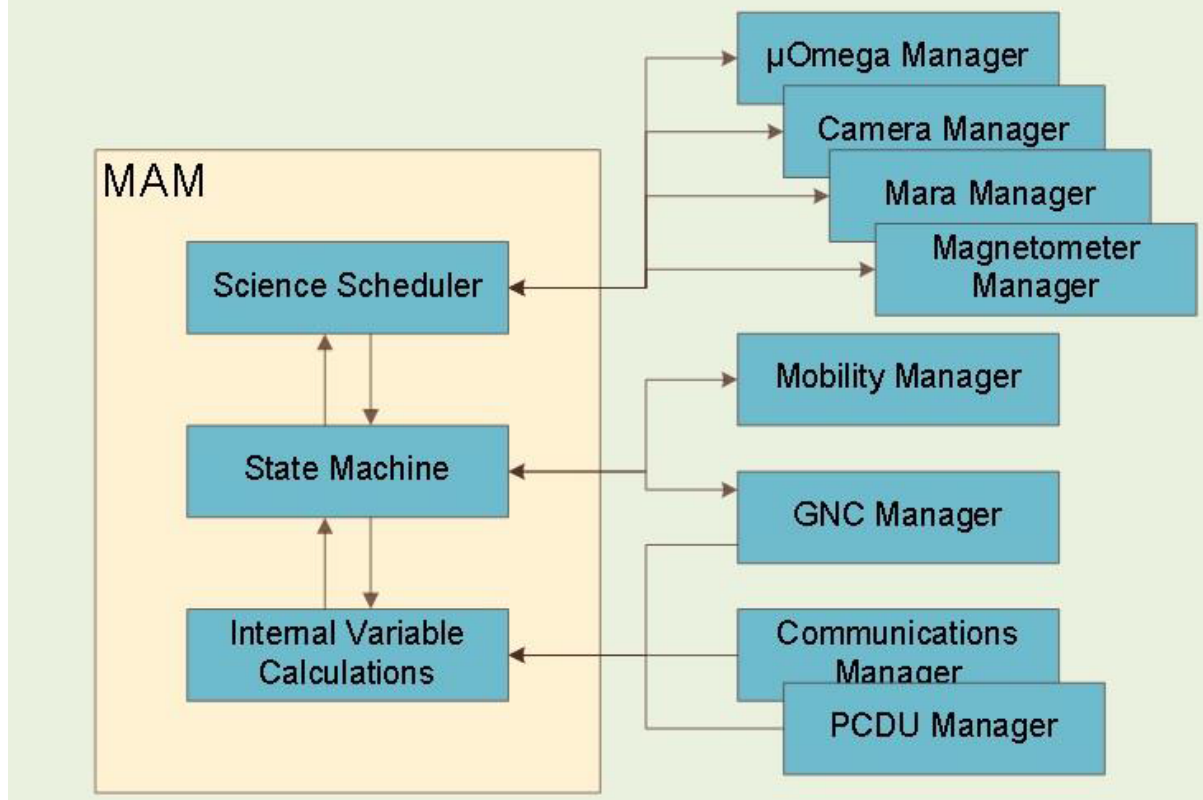 µOmega Manager
Camera Manager
MAM
Mara Manager
Science Scheduler
Magnetometer
Manager
Mobility Manager
State Machine
GNC Manager
Internal Variable
Calculations
Communications
Manager
PCDU Manager